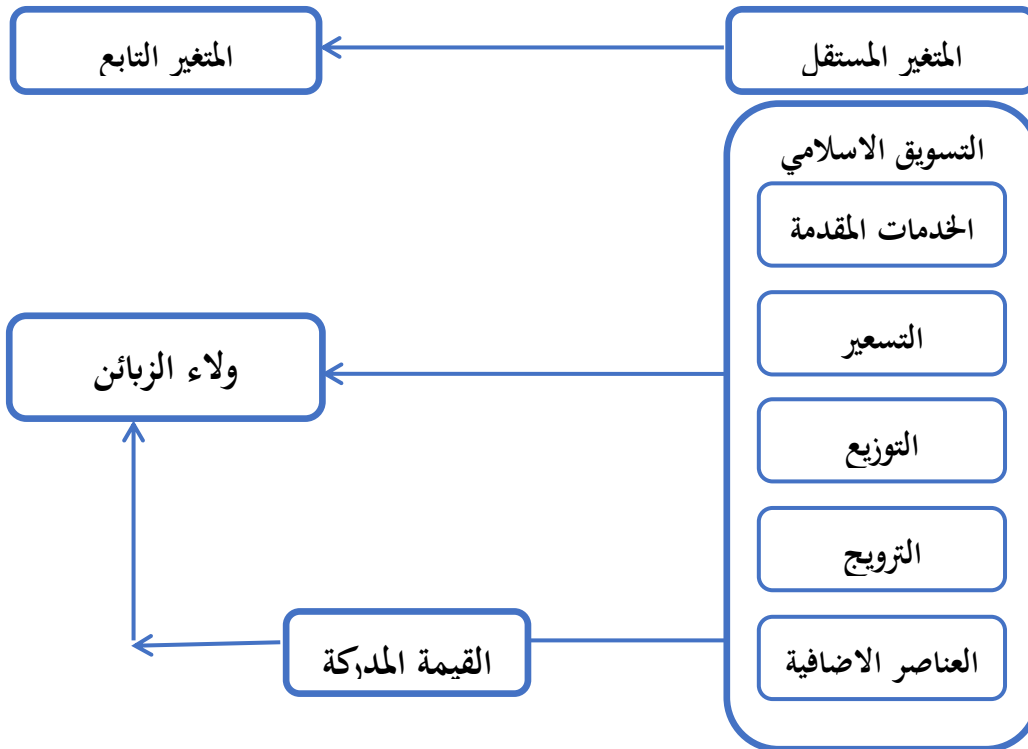 المتغير المستقل
المتغير التابع
التسويق الاسلامي
الخدمات المقدمة
التسعير
ولاء الزبائن
التوزيع
الترويج
العناصر الاضافية
القيمة المدركة